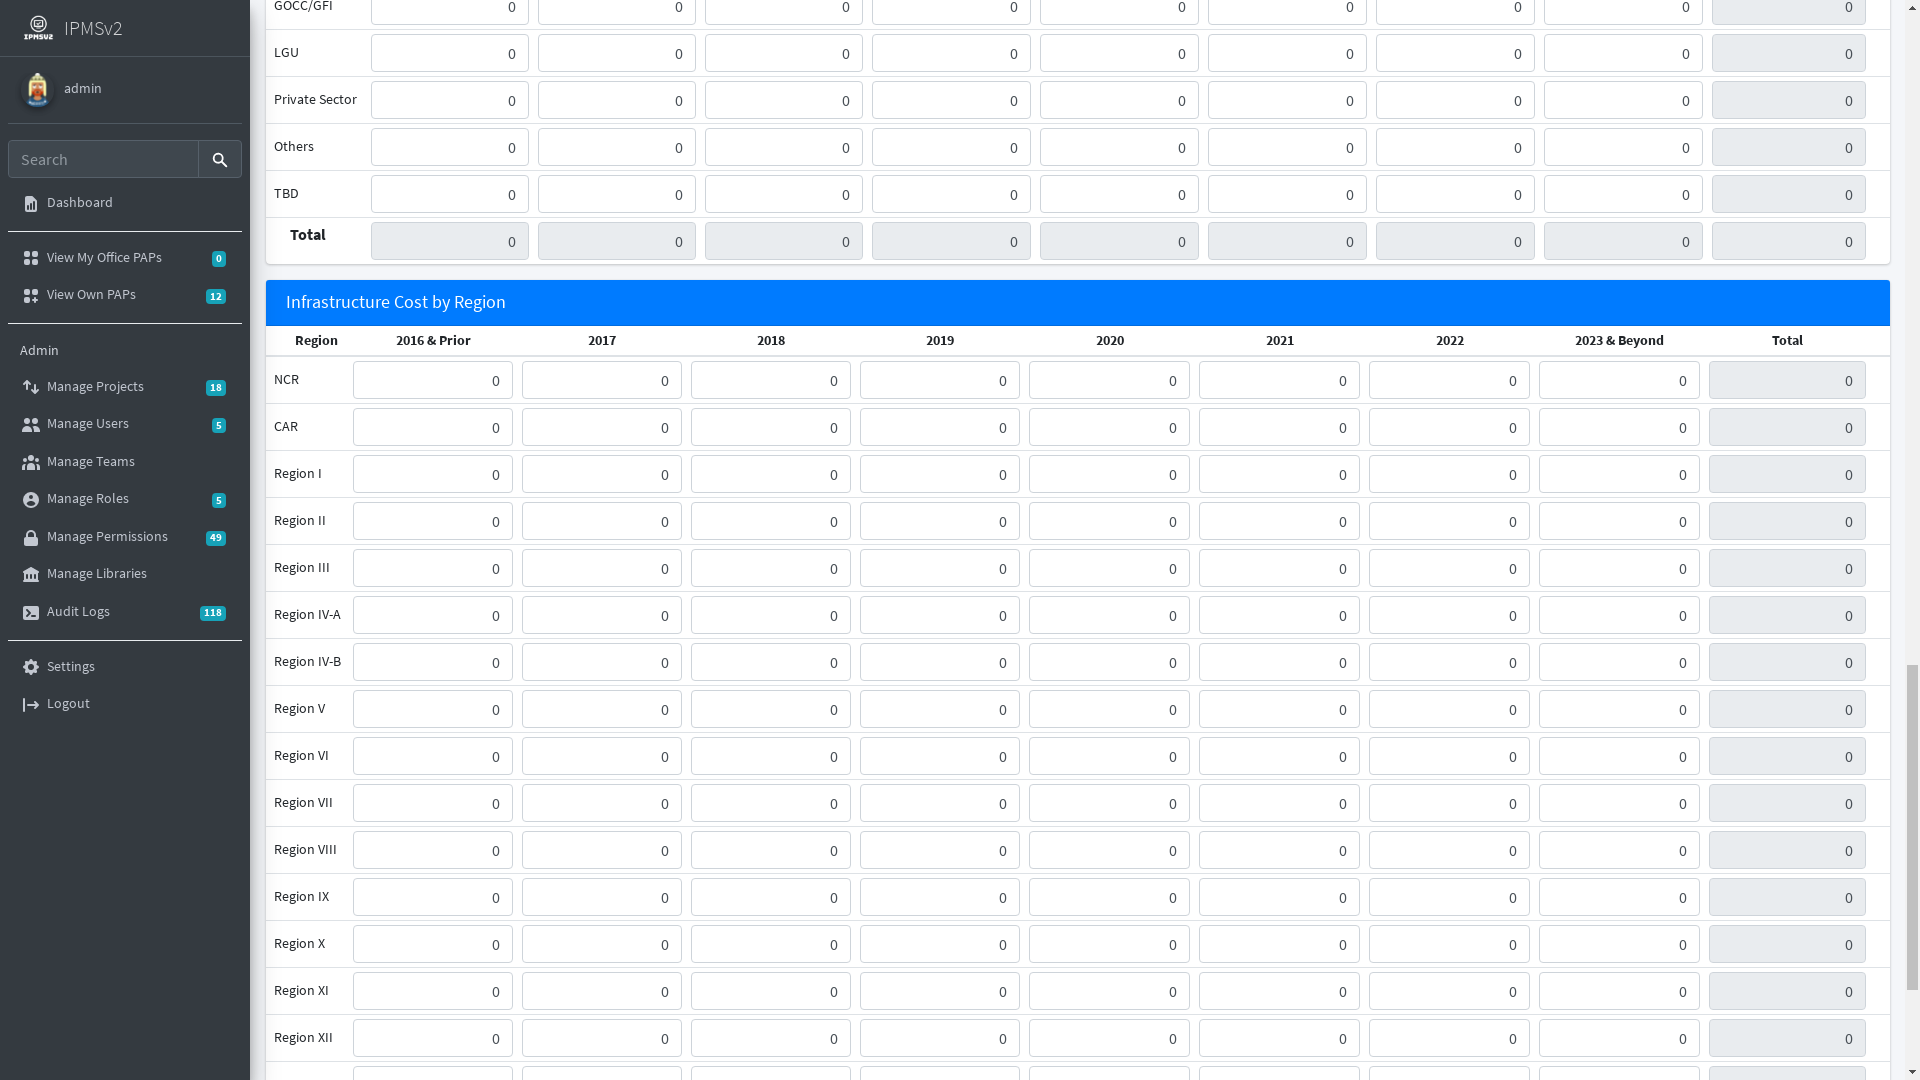 IPMSv2
IPMSV2
admin
Search
Dashboard
View My Office PAPs 0
View Own PAPs 12
Admin
Manage Projects 18
Manage Users 5
Manage Teams
Manage Roles 5
Manage Permissions 49
Manage Libraries
Audit Logs 118
Settings
Logout
GOCC/GFI 0 0 0 0 0 0 0 0 0
LGU 0 0 0 0 0 0 0 0 0
Private Sector 0 0 0 0 0 0 0 0 0
Others 0 0 0 0 0 0 0 0 0
TBD 0 0 0 0 0 0 0 0 0
Total 0 0 0 0 0 0 0 0 0
Infrastructure Cost by Region
Region 2016 & Prior 2017 2018 2019 2020 2021 2022 2023 & Beyond Total
NCR 0 0 0 0 0 0 0 0 0
CAR 0 0 0 0 0 0 0 0 0
Region I 0 0 0 0 0 0 0 0 0
Region II 0 0 0 0 0 0 0 0 0
Region III 0 0 0 0 0 0 0 0 0
Region IV-A 0 0 0 0 0 0 0 0 0
Region IV-B 0 0 0 0 0 0 0 0 0
Region V 0 0 0 0 0 0 0 0 0
Region VI 0 0 0 0 0 0 0 0 0
Region VII 0 0 0 0 0 0 0 0 0
Region VIII 0 0 0 0 0 0 0 0 0
Region IX 0 0 0 0 0 0 0 0 0
Region X 0 0 0 0 0 0 0 0 0
Region XI 0 0 0 0 0 0 0 0 0
Region XII 0 0 0 0 0 0 0 0 0